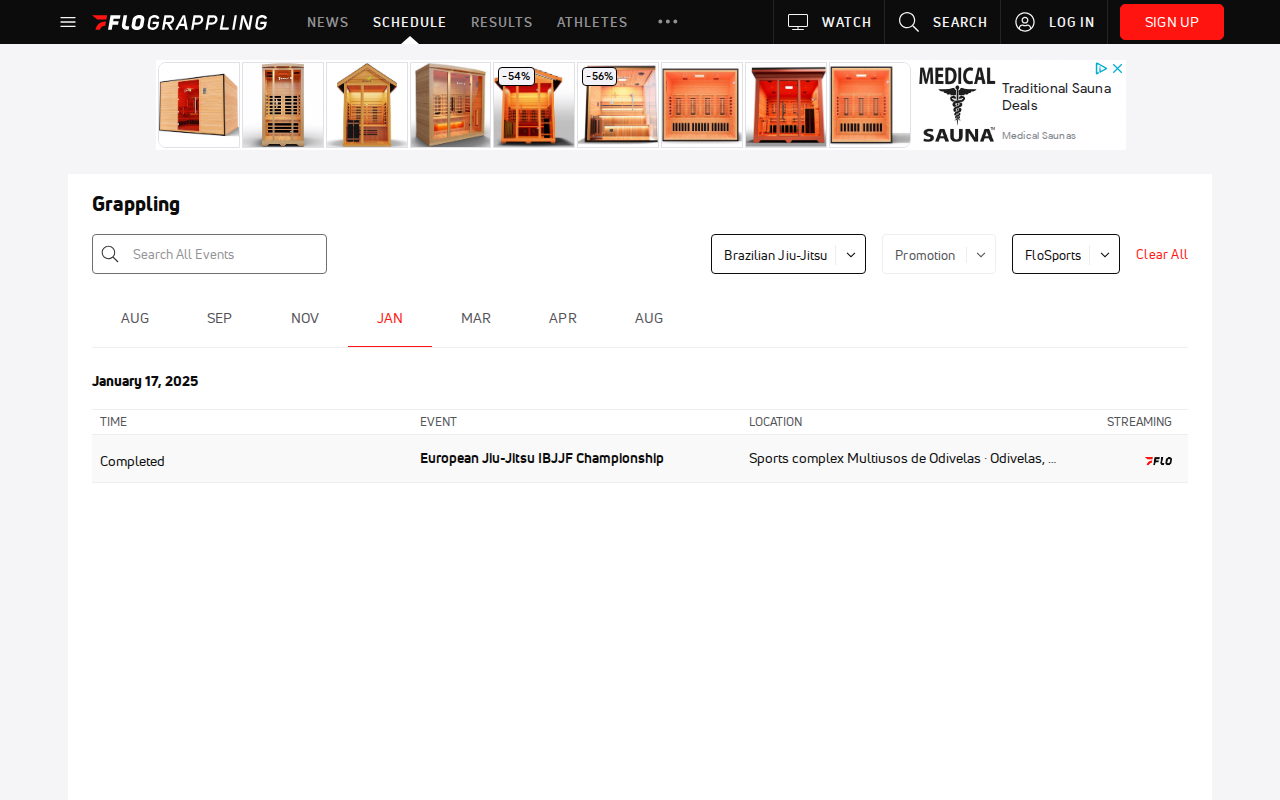 FLOGRAPPLING NEWS SCHEDULE RESULTS ATHLETES WATCH SEARCH LOG IN SIGN UP
-54% -56%
MEDICAL SAUNA
Traditional Sauna Deals
Medical Saunas
Grappling
Search All Events Brazilian Jiu-Jitsu Promotion FloSports Clear All
AUG SEP NOV JAN MAR APR AUG
January 17, 2025
TIME EVENT LOCATION STREAMING
Completed European Jiu-Jitsu IBJJF Championship Sports complex Multiusos de Odivelas · Odivelas, ... FLO